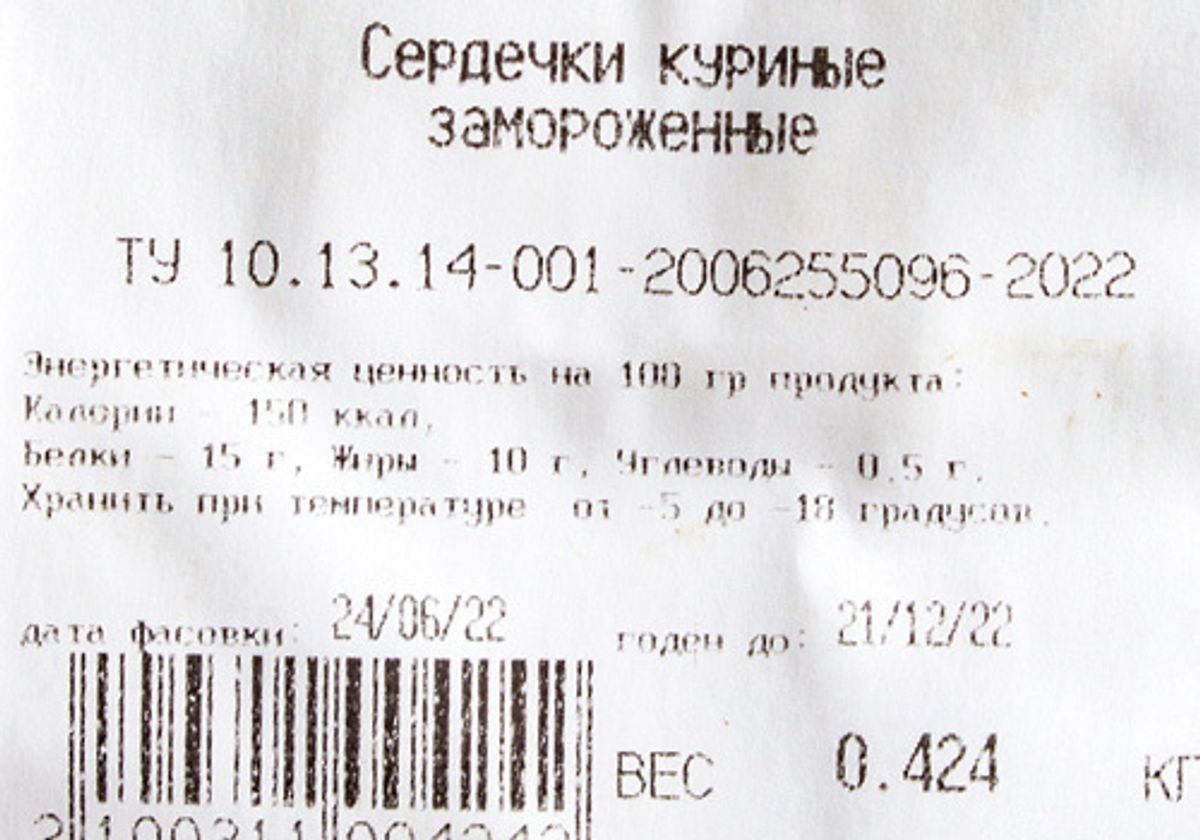 Сердечки куриные
замороженные
ТУ 10.13.14-001-2006255096-2022
Энергетическая ценность на 100 гр продукта:
Калории - 150 ккал,
Белки - 15 г, Жиры - 10 г, Углеводы - 0.5 г.
Хранить при температуре от -5 до -18 градусов.
дата фасовки: 24/06/22 годен до: 21/12/22
ВЕС 0.424 КГ